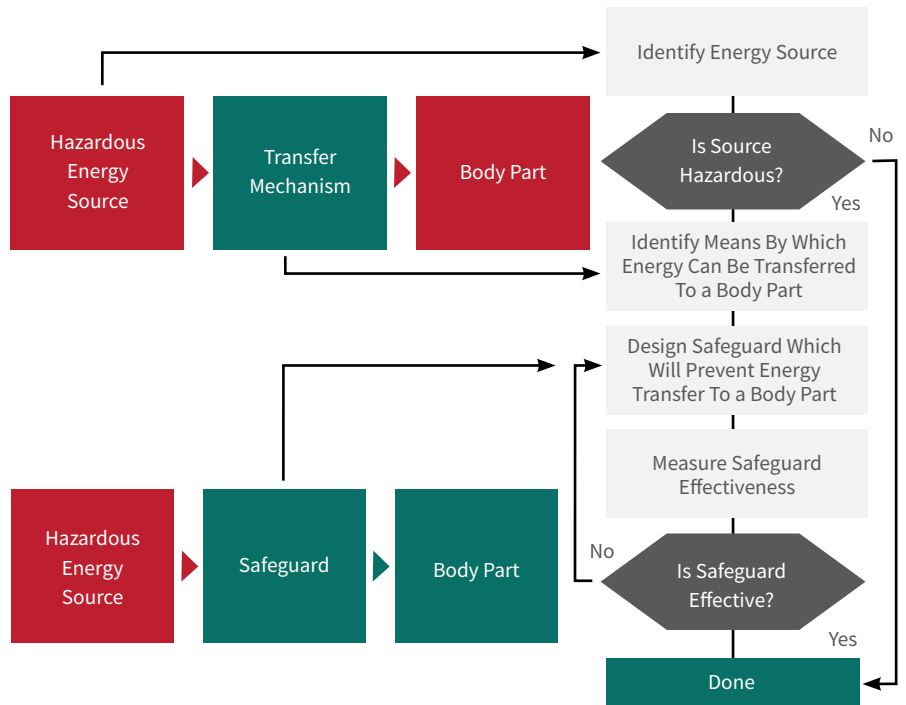 Identify Energy Source
Hazardous
Energy
Source
Transfer
Mechanism
Body Part
Is Source
Hazardous?
No
Yes
Identify Means By Which
Energy Can Be Transferred
To a Body Part
Design Safeguard Which
Will Prevent Energy
Transfer To a Body Part
Measure Safeguard
Effectiveness
Hazardous
Energy
Source
Safeguard
Body Part
No
Is Safeguard
Effective?
Yes
Done